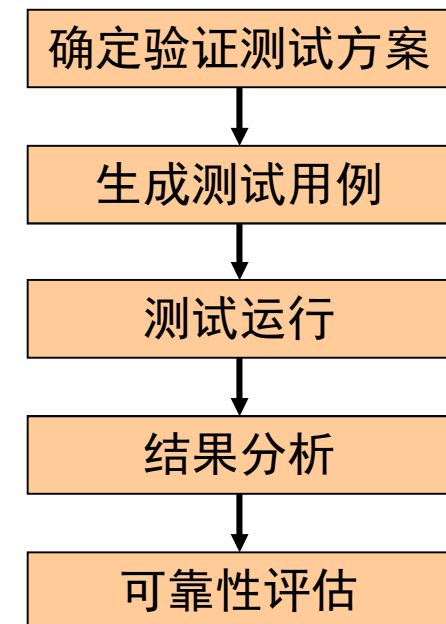 确定验证测试方案
生成测试用例
测试运行
结果分析
可靠性评估